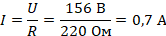 I = U/R = 156 В / 220 Ом = 0,7 А